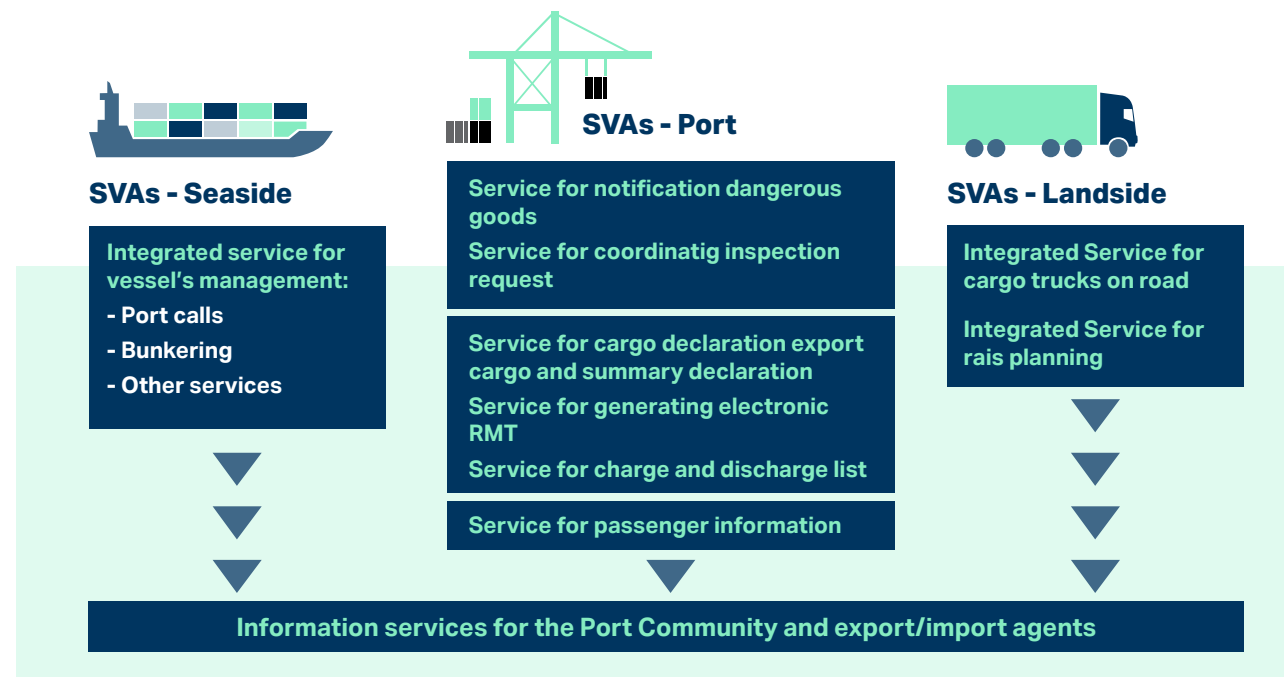 SVAs - Seaside
Integrated service for
vessel's management:
- Port calls
- Bunkering
- Other services
SVAs - Port
Service for notification dangerous
goods
Service for coordinatig inspection
request
Service for cargo declaration export
cargo and summary declaration
Service for generating electronic
RMT
Service for charge and discharge list
Service for passenger information
SVAs - Landside
Integrated Service for
cargo trucks on road
Integrated Service for
rais planning
Information services for the Port Community and export/import agents